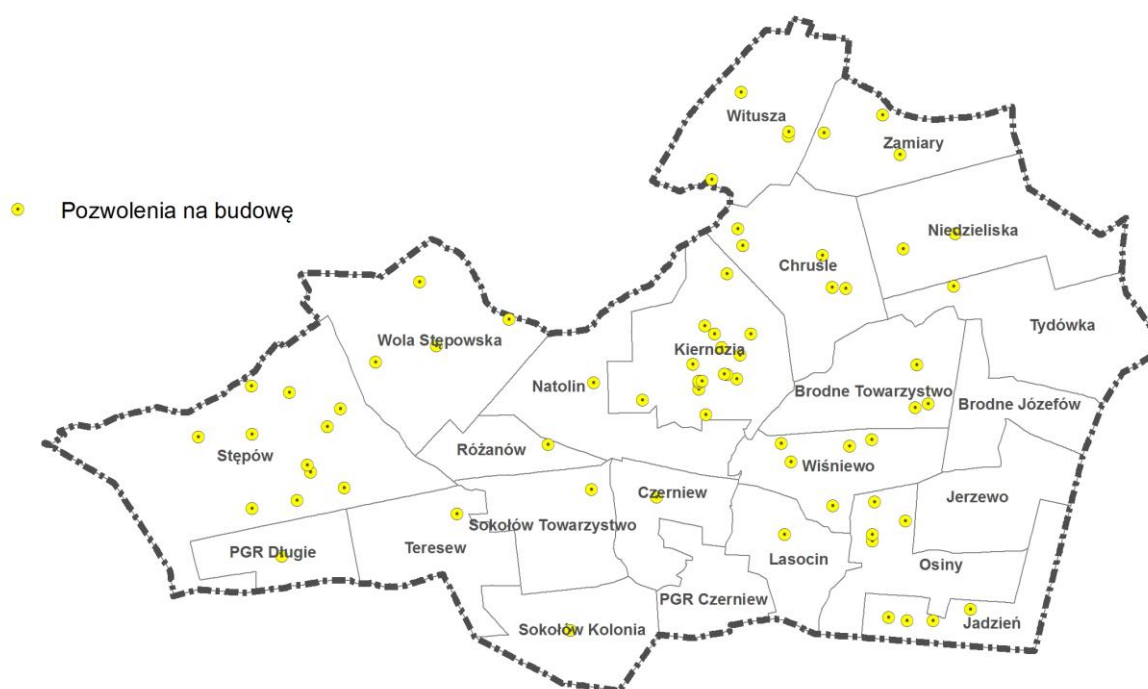 Witusza
Zamiary
Pozwolenia na budowę
Niedzieliska
Chruśle
Tydówka
Wola Stępowska
Kiernozia
Natolin
Brodne Towarzystwo
Brodne Józefów
Różanów
Stępów
Wiśniewo
Czerniew
Jerzewo
Sokołów Towarzystwo
Teresew
PGR Długie
Lasocin
Osiny
PGR Czerniew
Jadzień
Sokołów Kolonia